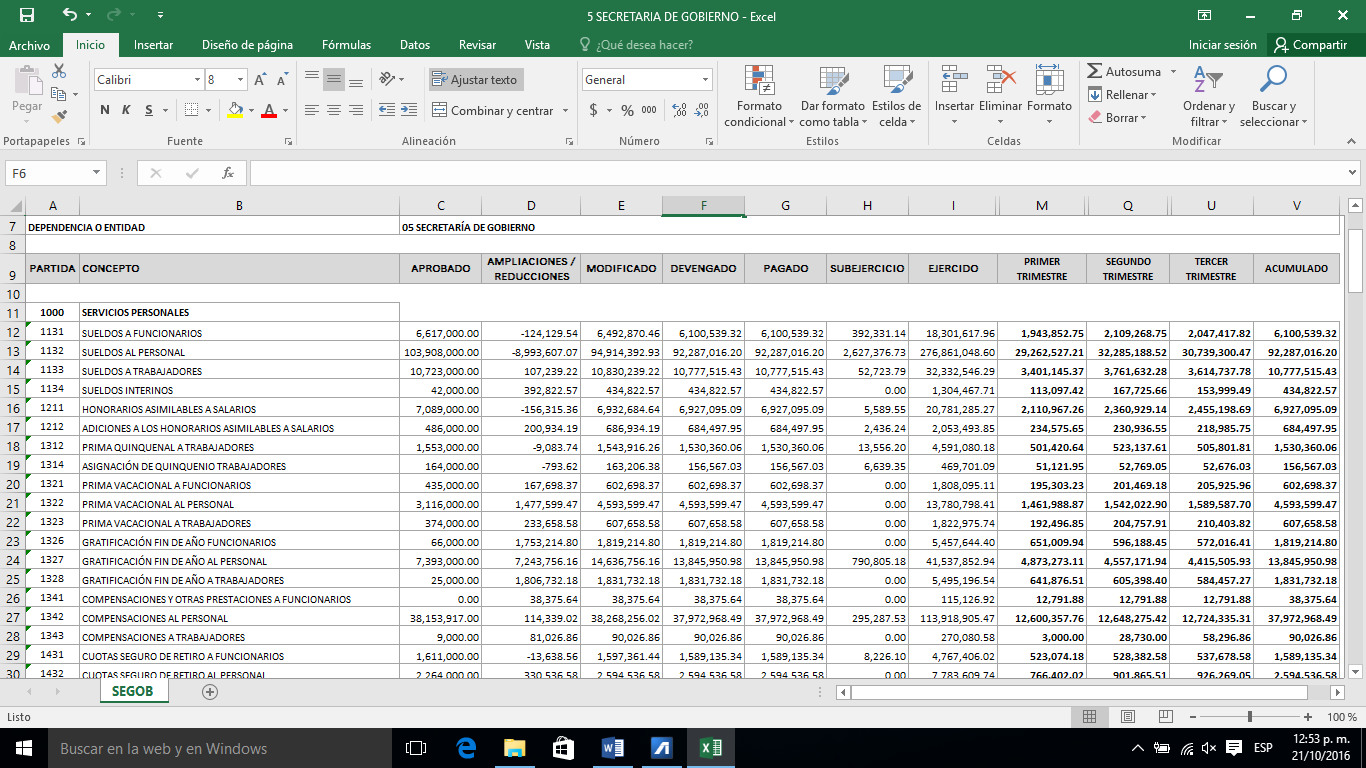 5 SECRETARIA DE GOBIERNO - Excel
Archivo Inicio Insertar Diseño de página Fórmulas Datos Revisar Vista ¿Qué desea hacer? Iniciar sesión Compartir
Pegar Calibri 8 Ajustar texto General Autosuma
N K S Combinar y centrar $ % 000 Formato condicional Dar formato como tabla Estilos de celda Insertar Eliminar Formato Rellenar Borrar Ordenar y filtrar Buscar y seleccionar
Portapapeles Fuente Alineación Número Estilos Celdas Modificar
F6 fx
A B C D E F G H I M Q U V
7 DEPENDENCIA O ENTIDAD 05 SECRETARÍA DE GOBIERNO
8
9 PARTIDA CONCEPTO APROBADO AMPLIACIONES / REDUCCIONES MODIFICADO DEVENGADO PAGADO SUBEJERCICIO EJERCIDO PRIMER TRIMESTRE SEGUNDO TRIMESTRE TERCER TRIMESTRE ACUMULADO
10
11 1000 SERVICIOS PERSONALES
12 1131 SUELDOS A FUNCIONARIOS 6,617,000.00 -124,129.54 6,492,870.46 6,100,539.32 6,100,539.32 392,331.14 18,301,617.96 1,943,852.75 2,109,268.75 2,047,417.82 6,100,539.32
13 1132 SUELDOS AL PERSONAL 103,908,000.00 -8,993,607.07 94,914,392.93 92,287,016.20 92,287,016.20 2,627,376.73 276,861,048.60 29,262,527.21 32,285,188.52 30,739,300.47 92,287,016.20
14 1133 SUELDOS A TRABAJADORES 10,723,000.00 107,239.22 10,830,239.22 10,777,515.43 10,777,515.43 52,723.79 32,332,546.29 3,401,145.37 3,761,632.28 3,614,737.78 10,777,515.43
15 1134 SUELDOS INTERINOS 42,000.00 392,822.57 434,822.57 434,822.57 434,822.57 0.00 1,304,467.71 113,097.42 167,725.66 153,999.49 434,822.57
16 1211 HONORARIOS ASIMILABLES A SALARIOS 7,089,000.00 -156,315.36 6,932,684.64 6,927,095.09 6,927,095.09 5,589.55 20,781,285.27 2,110,967.26 2,360,929.14 2,455,198.69 6,927,095.09
17 1212 ADICIONES A LOS HONORARIOS ASIMILABLES A SALARIOS 486,000.00 200,934.19 686,934.19 684,497.95 684,497.95 2,436.24 2,053,493.85 234,575.65 230,936.55 218,985.75 684,497.95
18 1312 PRIMA QUINQUENAL A TRABAJADORES 1,553,000.00 -9,083.74 1,543,916.26 1,530,360.06 1,530,360.06 13,556.20 4,591,080.18 501,420.64 523,137.61 505,801.81 1,530,360.06
19 1314 ASIGNACIÓN DE QUINQUENIO TRABAJADORES 164,000.00 -793.62 163,206.38 156,567.03 156,567.03 6,639.35 469,701.09 51,121.95 52,769.05 52,676.03 156,567.03
20 1321 PRIMA VACACIONAL A FUNCIONARIOS 435,000.00 167,698.37 602,698.37 602,698.37 602,698.37 0.00 1,808,095.11 195,303.23 201,469.18 205,925.96 602,698.37
21 1322 PRIMA VACACIONAL AL PERSONAL 3,116,000.00 1,477,599.47 4,593,599.47 4,593,599.47 4,593,599.47 0.00 13,780,798.41 1,461,988.87 1,542,022.90 1,589,587.70 4,593,599.47
22 1323 PRIMA VACACIONAL A TRABAJADORES 374,000.00 233,658.58 607,658.58 607,658.58 607,658.58 0.00 1,822,975.74 192,496.85 204,757.91 210,403.82 607,658.58
23 1326 GRATIFICACIÓN FIN DE AÑO FUNCIONARIOS 66,000.00 1,753,214.80 1,819,214.80 1,819,214.80 1,819,214.80 0.00 5,457,644.40 651,009.94 596,188.45 572,016.41 1,819,214.80
24 1327 GRATIFICACIÓN FIN DE AÑO AL PERSONAL 7,393,000.00 7,243,756.16 14,636,756.16 13,845,950.98 13,845,950.98 790,805.18 41,537,852.94 4,873,273.11 4,557,171.94 4,415,505.93 13,845,950.98
25 1328 GRATIFICACIÓN FIN DE AÑO A TRABAJADORES 25,000.00 1,806,732.18 1,831,732.18 1,831,732.18 1,831,732.18 0.00 5,495,196.54 641,876.51 605,398.40 584,457.27 1,831,732.18
26 1341 COMPENSACIONES Y OTRAS PRESTACIONES A FUNCIONARIOS 0.00 38,375.64 38,375.64 38,375.64 38,375.64 0.00 115,126.92 12,791.88 12,791.88 12,791.88 38,375.64
27 1342 COMPENSACIONES AL PERSONAL 38,153,917.00 114,339.02 38,268,256.02 37,972,968.49 37,972,968.49 295,287.53 113,918,905.47 12,600,357.76 12,648,275.42 12,724,335.31 37,972,968.49
28 1343 COMPENSACIONES A TRABAJADORES 9,000.00 81,026.86 90,026.86 90,026.86 90,026.86 0.00 270,080.58 3,000.00 28,730.00 58,296.86 90,026.86
29 1431 CUOTAS SEGURO DE RETIRO A FUNCIONARIOS 1,611,000.00 -13,638.56 1,597,361.44 1,589,135.34 1,589,135.34 8,226.10 4,767,406.02 523,074.18 528,382.58 537,678.58 1,589,135.34
30 1432 CUOTAS SEGURO DE RETIRO AL PERSONAL 2,264,000.00 330,536.58 2,594,536.58 2,594,536.58 2,594,536.58 0.00 7,783,609.74 766,402.02 901,865.51 926,269.05 2,594,536.58
SEGOB
Listo 100 %
Buscar en la web y en Windows ESP 12:53 p. m.
21/10/2016